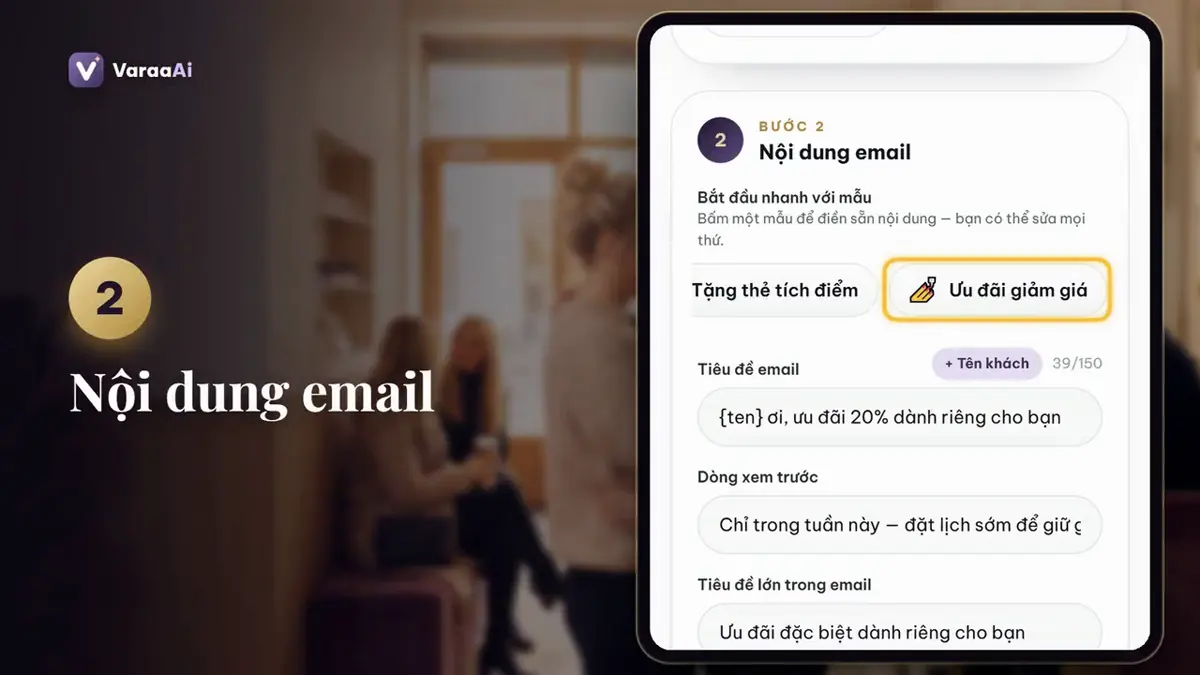 VaraaAi
2
Nội dung email
2
BƯỚC 2
Nội dung email
Bắt đầu nhanh với mẫu
Bấm một mẫu để điền sẵn nội dung — bạn có thể sửa mọi
thứ.
Tặng thẻ tích điểm
Ưu đãi giảm giá
Tiêu đề email
+ Tên khách
39/150
{ten} ơi, ưu đãi 20% dành riêng cho bạn
Dòng xem trước
Chỉ trong tuần này — đặt lịch sớm để giữ
Tiêu đề lớn trong email
Ưu đãi đặc biệt dành riêng cho bạn